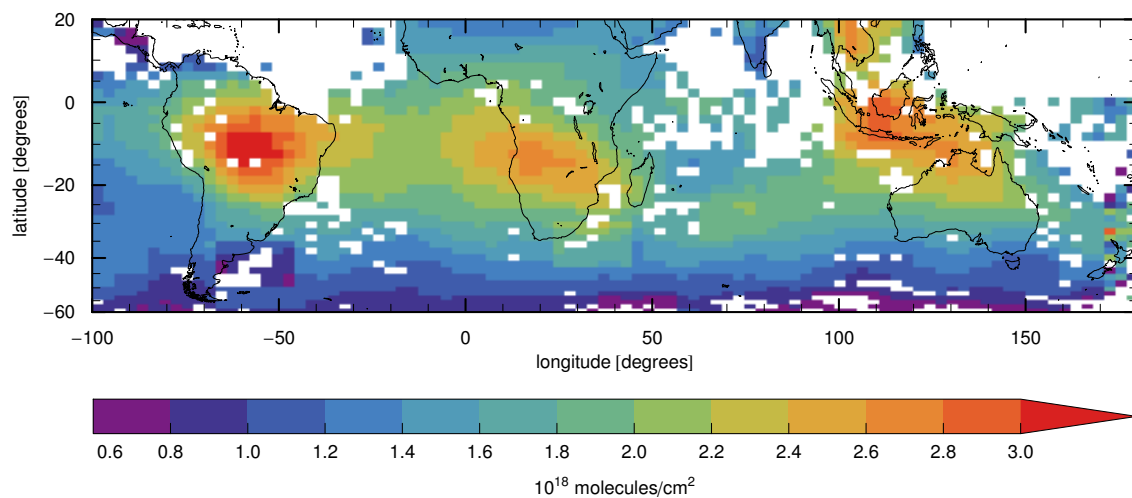 20
0
−20
−40
−60
latitude [degrees]
−100 −50 0 50 100 150
longitude [degrees]
0.6 0.8 1.0 1.2 1.4 1.6 1.8 2.0 2.2 2.4 2.6 2.8 3.0
10¹⁸ molecules/cm²